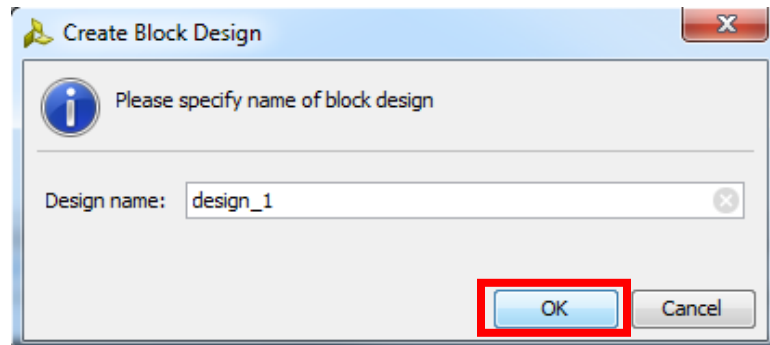 Create Block Design
Please specify name of block design
Design name: design_1
OK Cancel